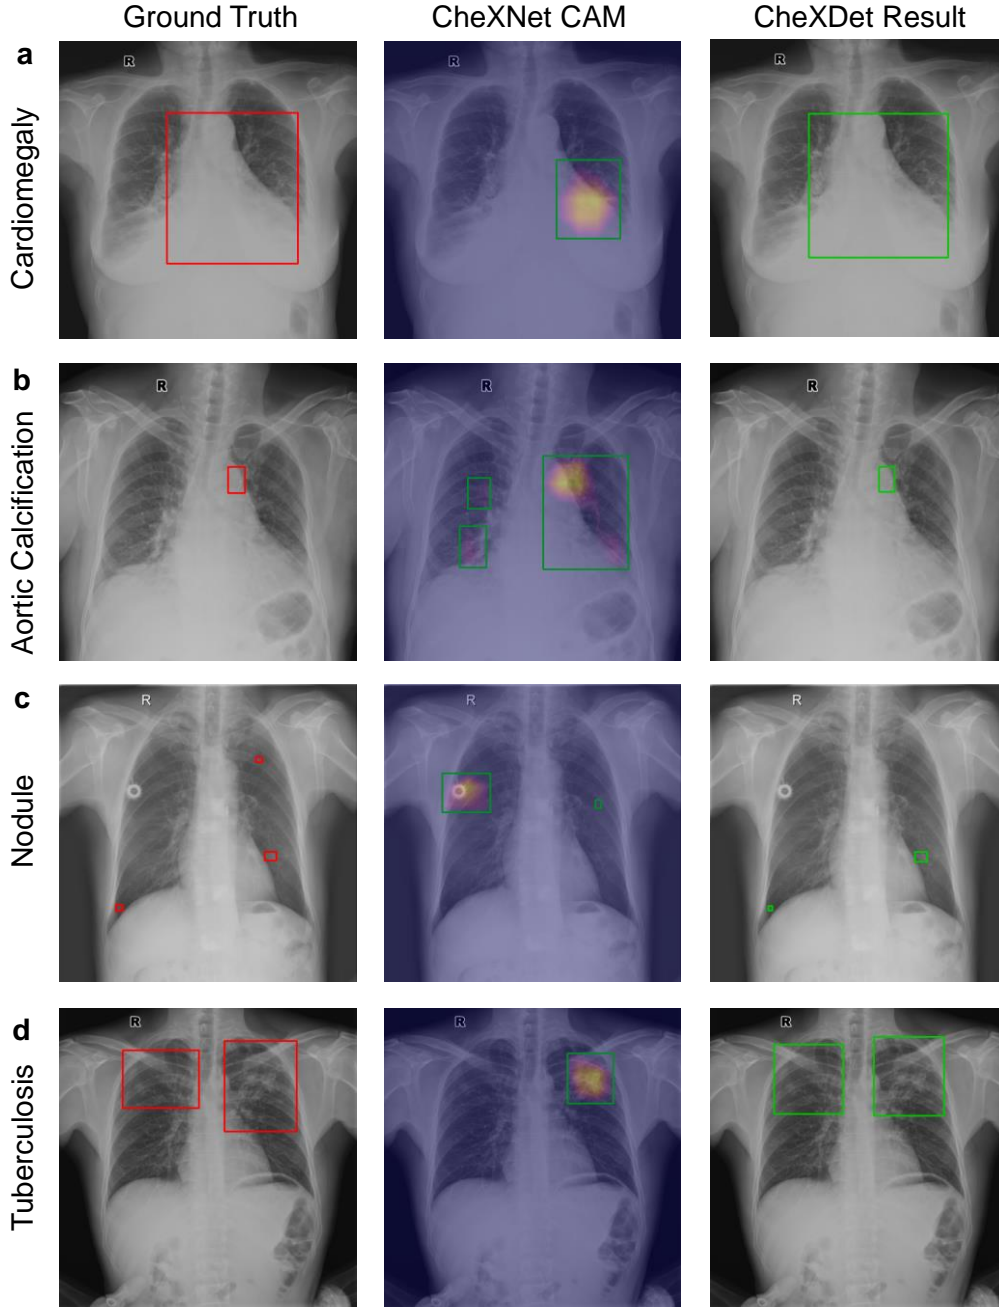 Ground Truth
CheXNet CAM
CheXDet Result
a
Cardiomegaly
R
R
R
b
Aortic Calcification
R
R
R
c
Nodule
R
R
R
d
Tuberculosis
R
R
R